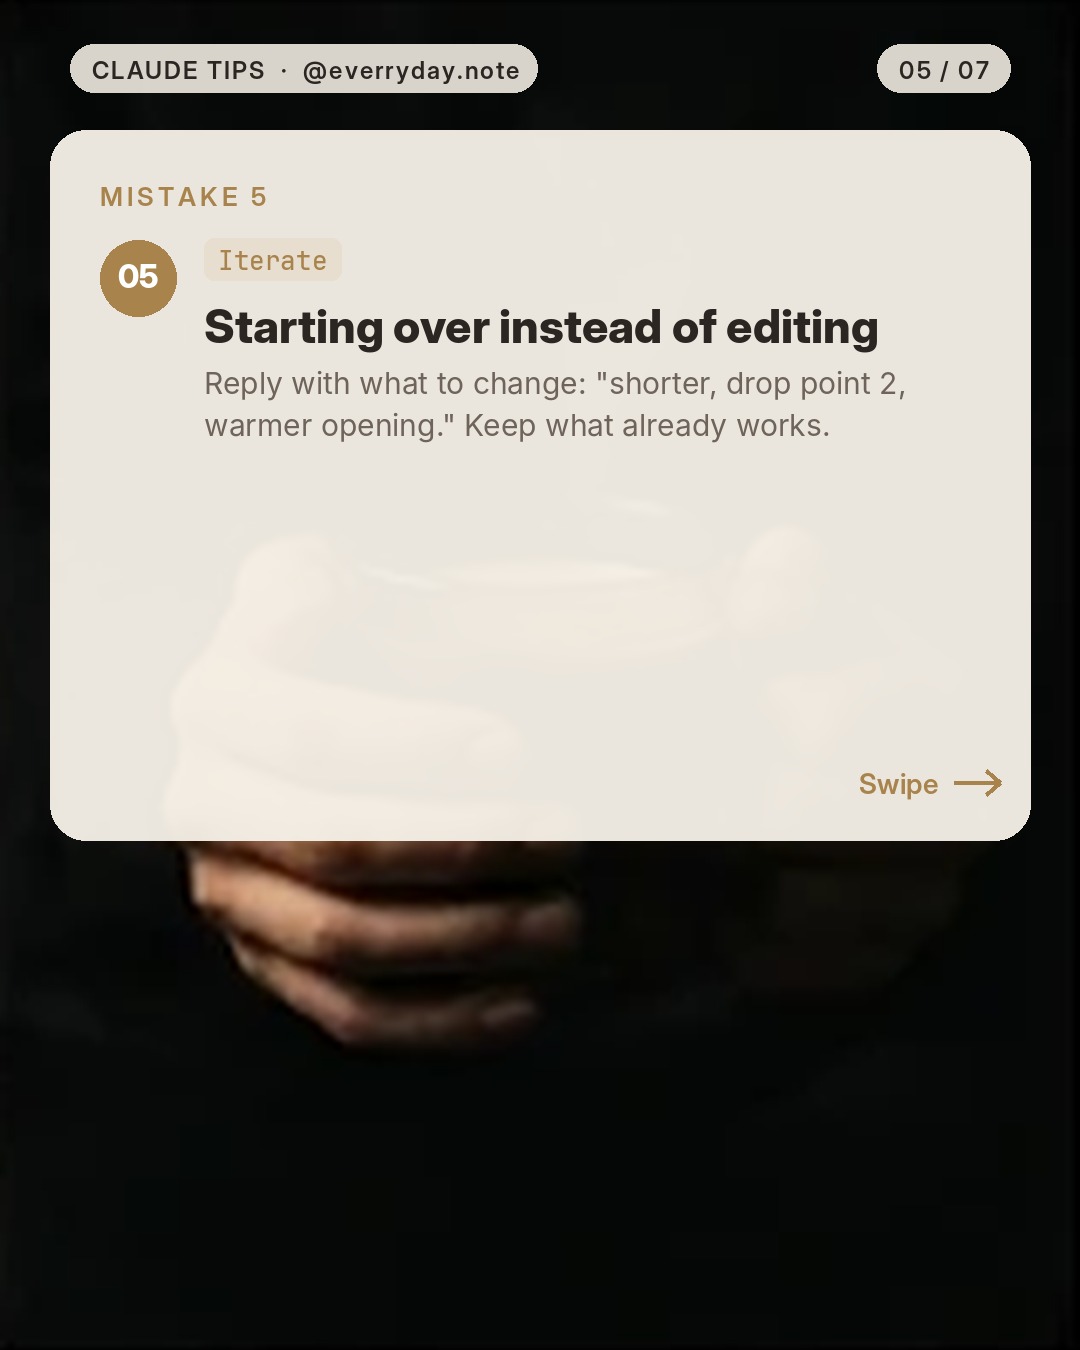 CLAUDE TIPS · @everryday.note
05 / 07
MISTAKE 5
05
Iterate
Starting over instead of editing
Reply with what to change: "shorter, drop point 2,
warmer opening." Keep what already works.
Swipe →